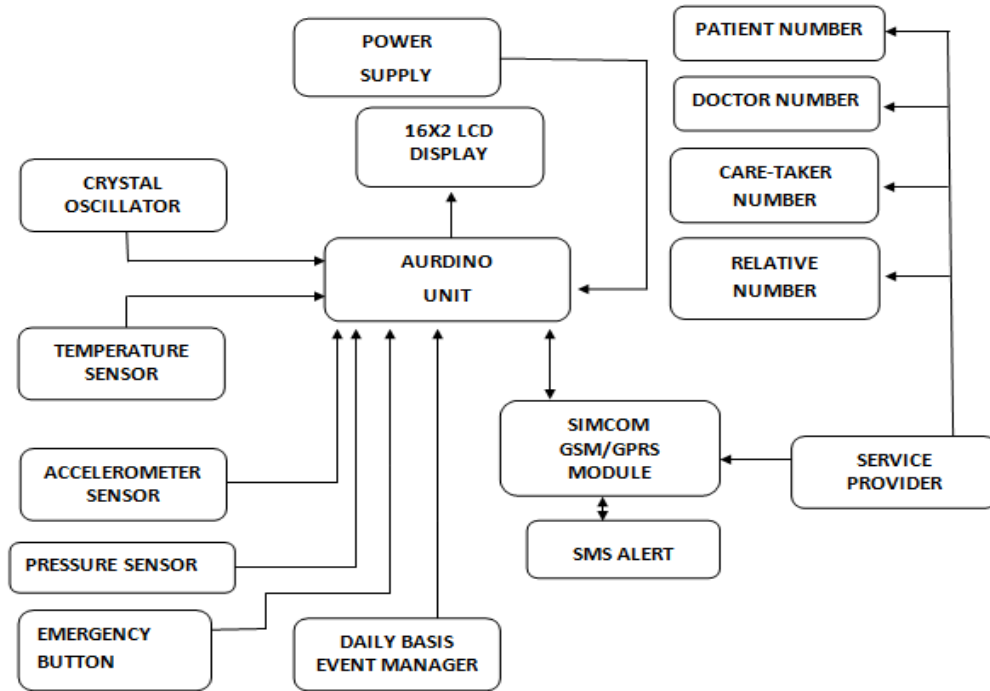 POWER
SUPPLY
PATIENT NUMBER
DOCTOR NUMBER
16X2 LCD
DISPLAY
CARE-TAKER
NUMBER
CRYSTAL
OSCILLATOR
AURDINO
UNIT
RELATIVE
NUMBER
TEMPERATURE
SENSOR
SIMCOM
GSM/GPRS
MODULE
ACCELEROMETER
SENSOR
SERVICE
PROVIDER
SMS ALERT
PRESSURE SENSOR
EMERGENCY
BUTTON
DAILY BASIS
EVENT MANAGER